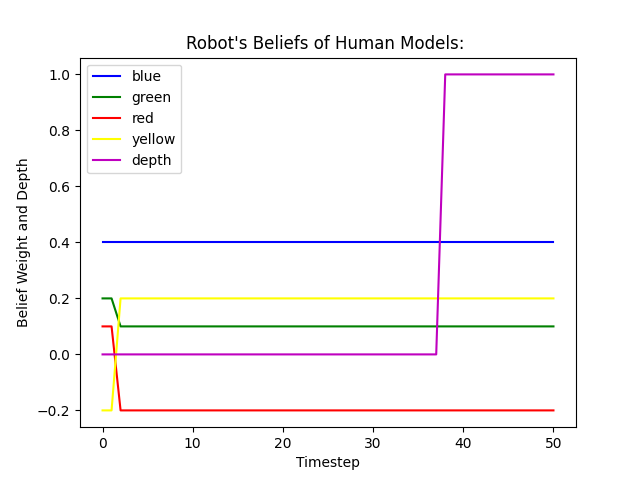 Robot's Beliefs of Human Models:
blue
green
red
yellow
depth
Belief Weight and Depth
1.0
0.8
0.6
0.4
0.2
0.0
−0.2
0 10 20 30 40 50
Timestep